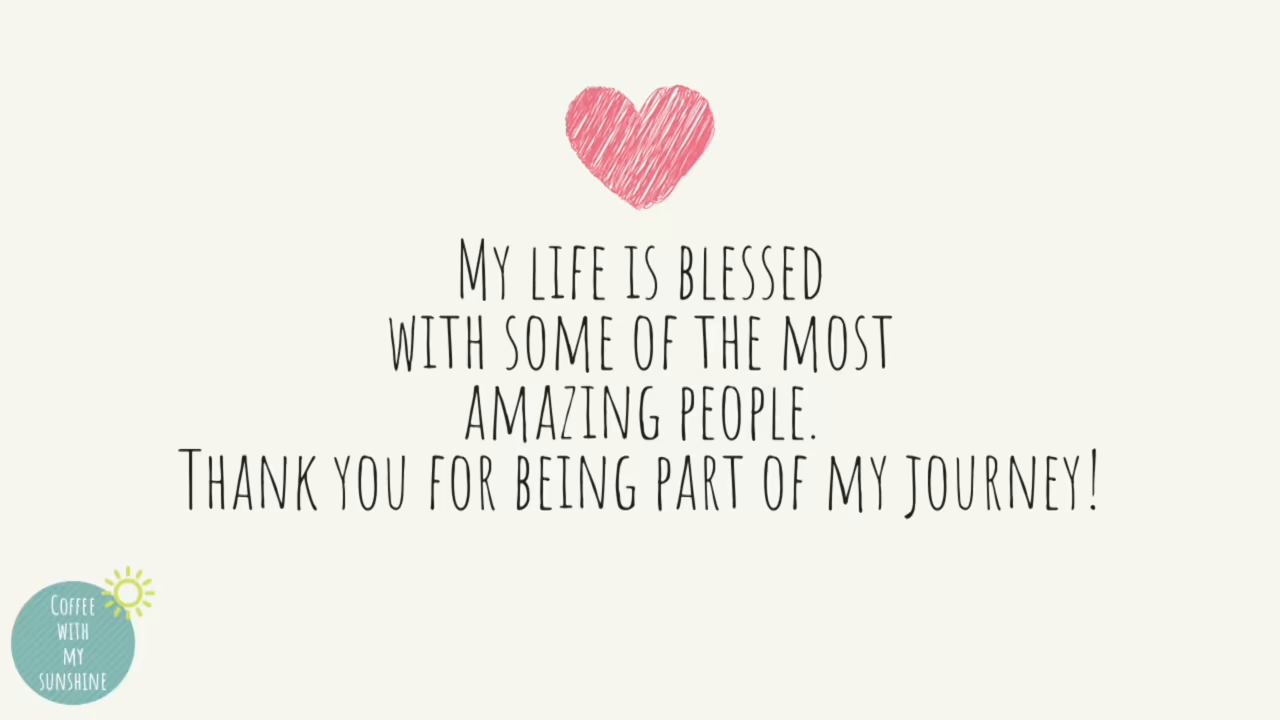 My life is blessed
with some of the most
amazing people.
Thank you for being part of my journey!
Coffee
with
my
sunshine